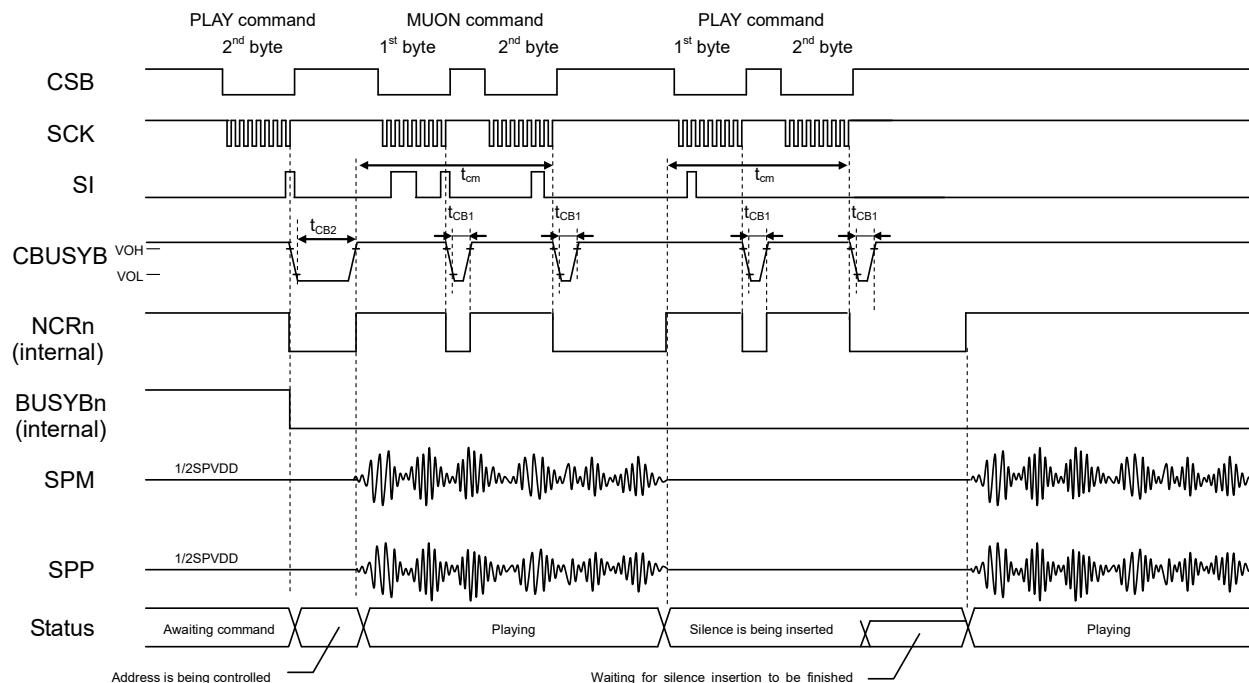 PLAY command MUON command PLAY command
2nd byte 1st byte 2nd byte 1st byte 2nd byte
CSB
SCK
tcm tcm
SI
tCB2 tCB1 tCB1 tCB1 tCB1
VOH
CBUSYB
VOL
NCRn
(internal)
BUSYBn
(internal)
1/2SPVDD
SPM
1/2SPVDD
SPP
Status Awaiting command Playing Silence is being inserted Playing
Address is being controlled Waiting for silence insertion to be finished